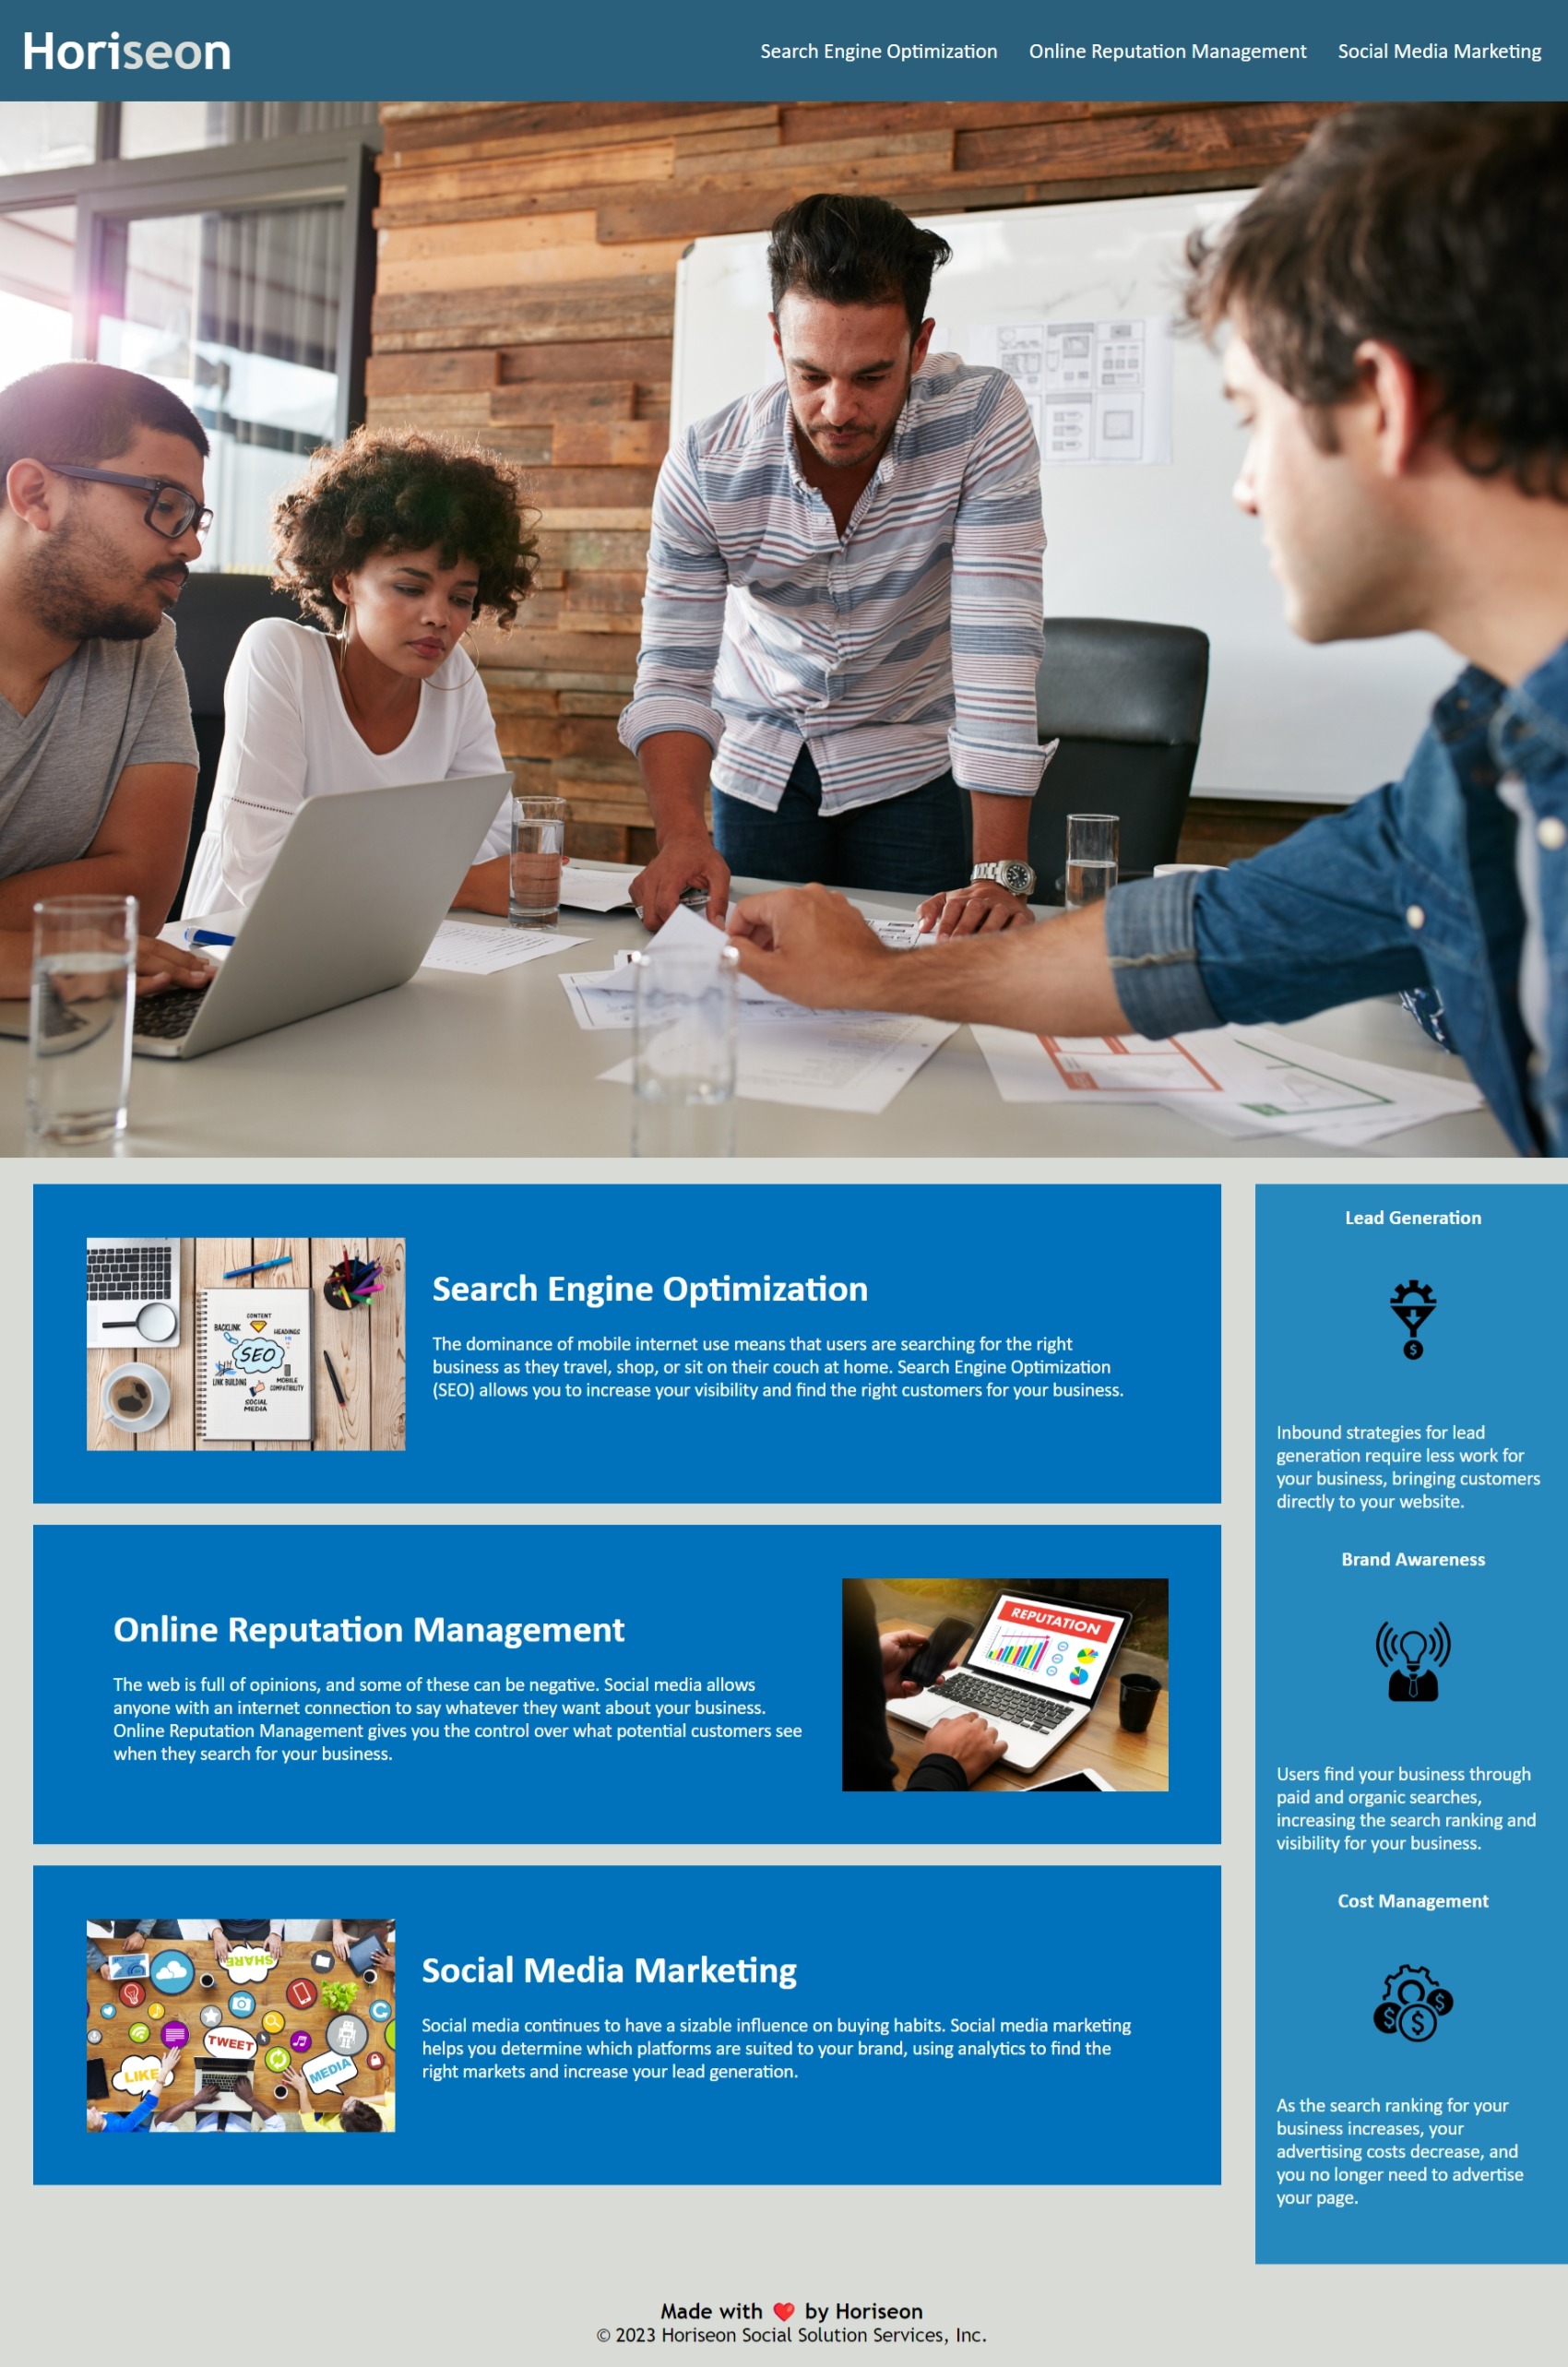 Horiseon
Search Engine Optimization
Online Reputation Management
Social Media Marketing
CONTENT
BACKLINK
HEADINGS
SEO
LINK BUILDING
MOBILE
COMPATIBILITY
SOCIAL
MEDIA
Search Engine Optimization
The dominance of mobile internet use means that users are searching for the right
business as they travel, shop, or sit on their couch at home. Search Engine Optimization
(SEO) allows you to increase your visibility and find the right customers for your business.
Online Reputation Management
The web is full of opinions, and some of these can be negative. Social media allows
anyone with an internet connection to say whatever they want about your business.
Online Reputation Management gives you the control over what potential customers see
when they search for your business.
REPUTATION
SHARE
TWEET
LIKE
MEDIA
Social Media Marketing
Social media continues to have a sizable influence on buying habits. Social media marketing
helps you determine which platforms are suited to your brand, using analytics to find the
right markets and increase your lead generation.
Lead Generation
$
Inbound strategies for lead
generation require less work for
your business, bringing customers
directly to your website.
Brand Awareness
Users find your business through
paid and organic searches,
increasing the search ranking and
visibility for your business.
Cost Management
$ $ $
As the search ranking for your
business increases, your
advertising costs decrease, and
you no longer need to advertise
your page.
Made with ❤️ by Horiseon
© 2023 Horiseon Social Solution Services, Inc.